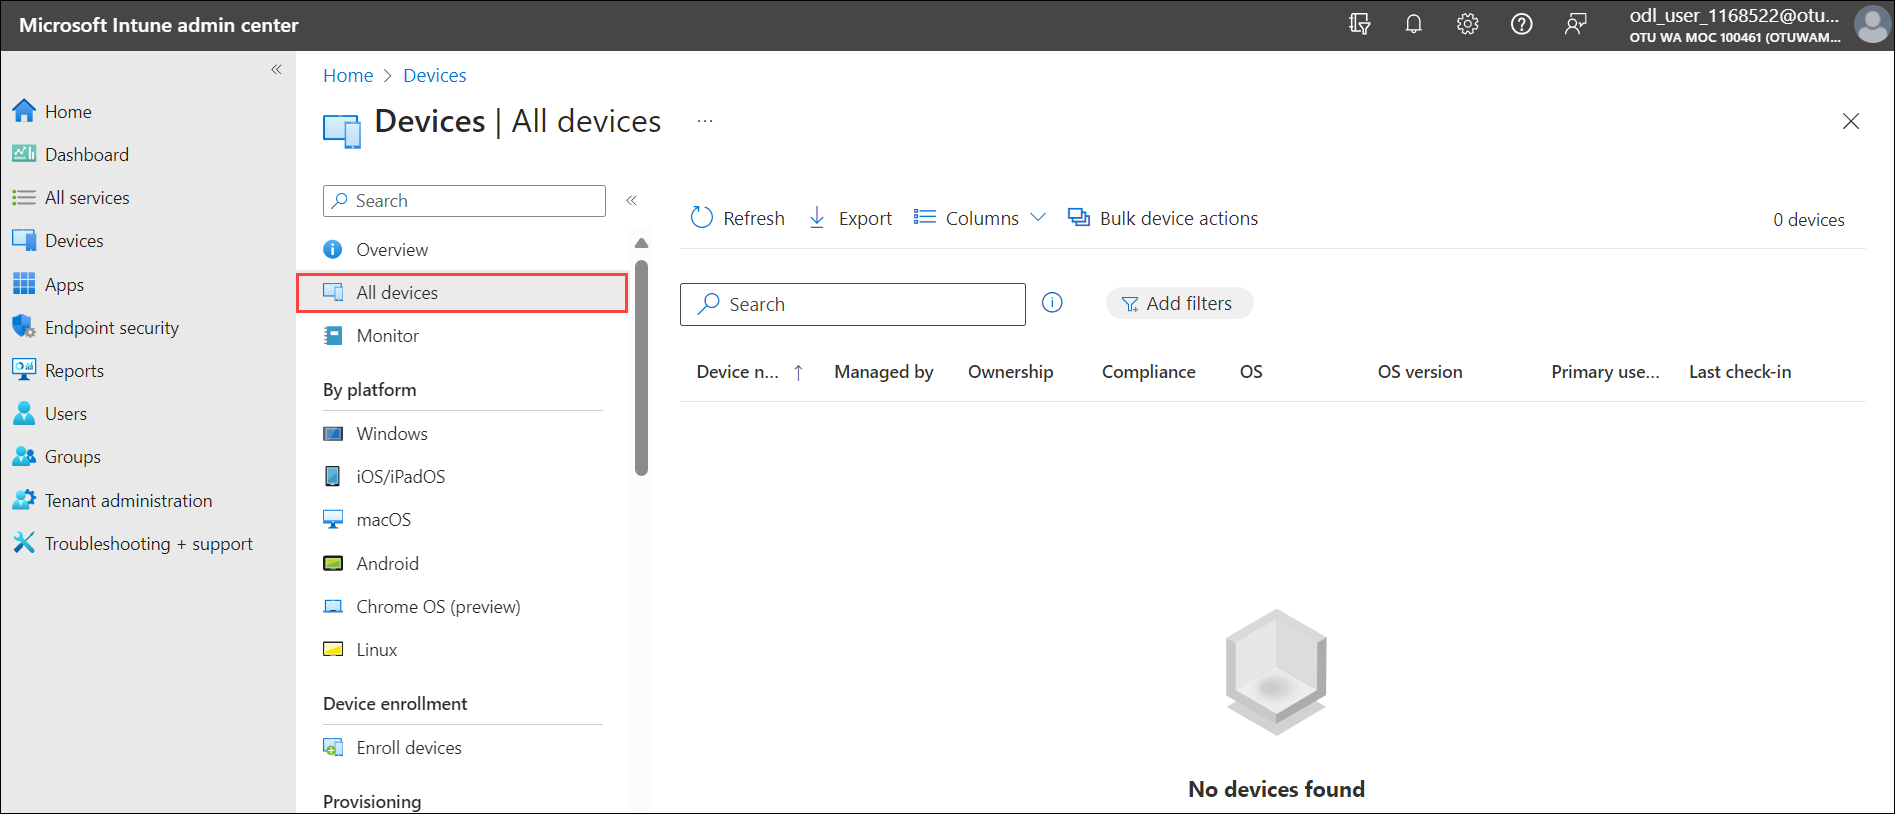 Microsoft Intune admin center
odl_user_1168522@otu...
OTU WA MOC 100461 (OTUWAM...
Home
Dashboard
All services
Devices
Apps
Endpoint security
Reports
Users
Groups
Tenant administration
Troubleshooting + support
Home > Devices
Devices | All devices
...
Search
Overview
All devices
Monitor
By platform
Windows
iOS/iPadOS
macOS
Android
Chrome OS (preview)
Linux
Device enrollment
Enroll devices
Provisioning
Refresh Export Columns Bulk device actions 0 devices
Search Add filters
Device n... ↑ Managed by Ownership Compliance OS OS version Primary use... Last check-in
No devices found